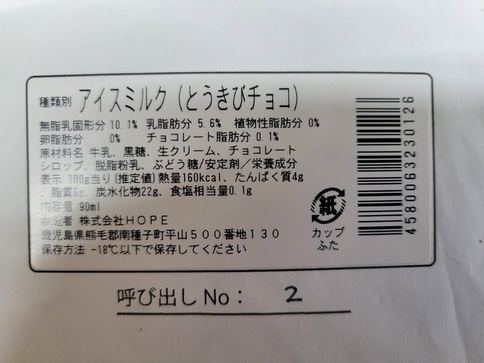 種類別 アイスミルク(とうきびチョコ)
無脂乳固形分 10.1% 乳脂肪分 5.6% 植物性脂肪分 0%
卵脂肪分 0% チョコレート脂肪分 0.1%
原材料名 牛乳、黒糖、生クリーム、チョコレート
シロップ、脱脂粉乳、ぶどう糖/安定剤/栄養成分
表示 100g当り(推定値)熱量160kcal、たんぱく質4g
、脂質6g、炭水化物22g、食塩相当量0.1g
内容量 90ml
製造者 株式会社HOPE
鹿児島県熊毛郡南種子町平山500番地130
保存方法 -18℃以下で保存してください
紙
カップ
ふた
4580063230126
呼び出しNo: 2